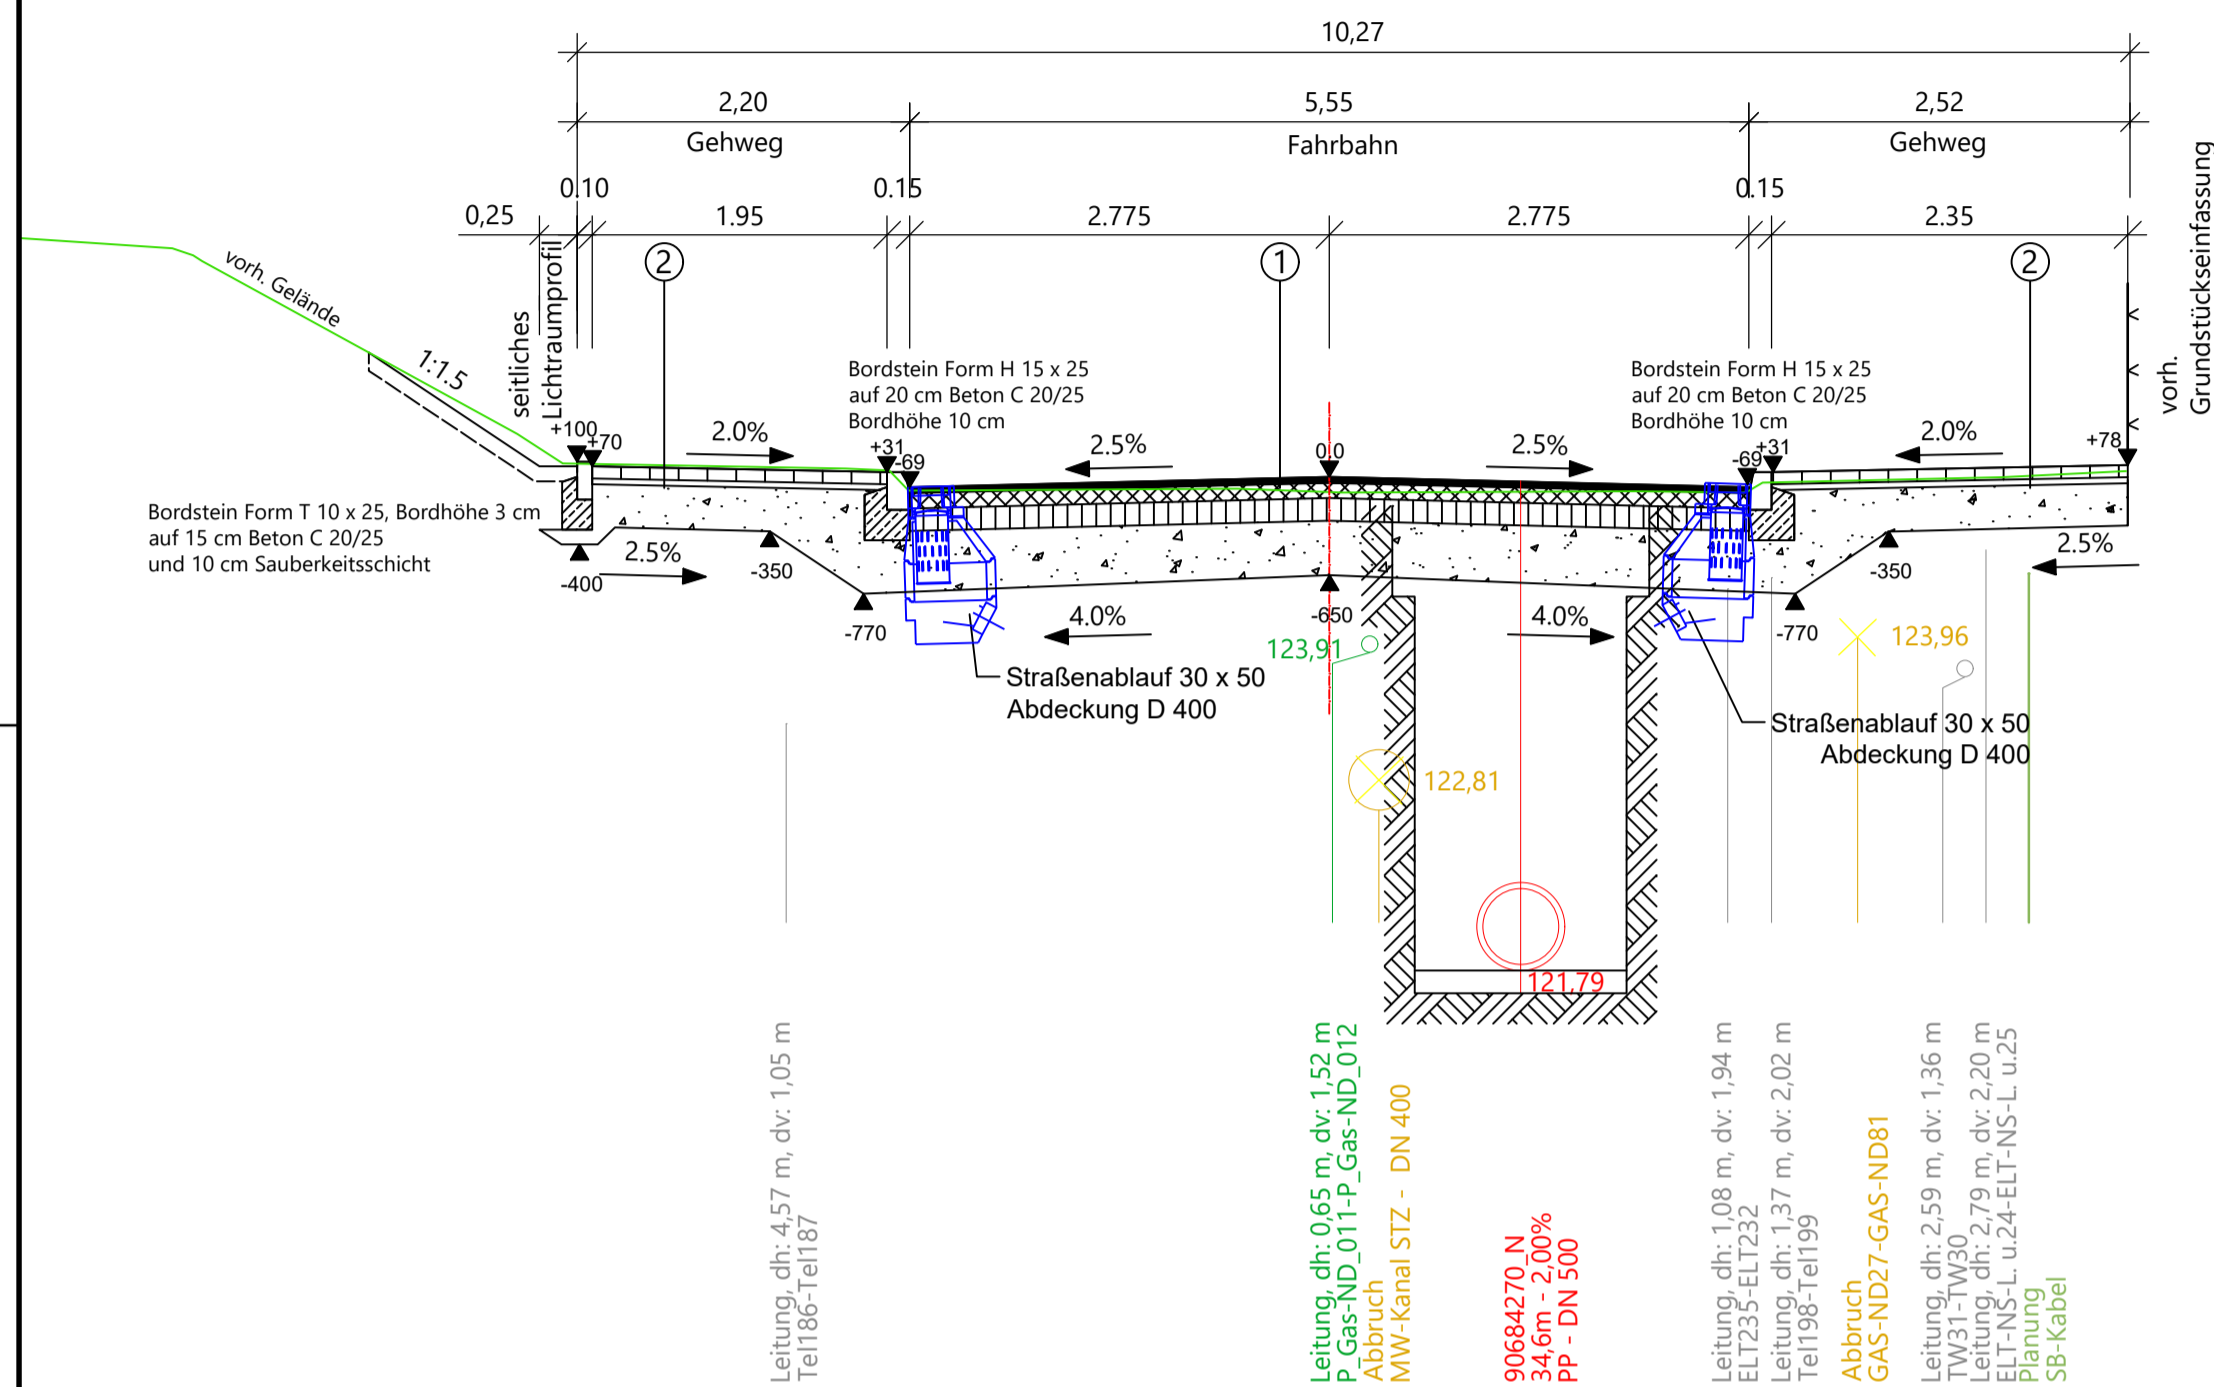 10,27
2,20
5,55
2,52
Gehweg
Fahrbahn
Gehweg
0.10
0.15
0.15
0,25
1.95
2.775
2.775
2.35
2
1
2
vorh. Gelände
1:1.5
seitliches
Lichtraumprofil
vorh.
Grundstückseinfassung
Bordstein Form H 15 x 25
auf 20 cm Beton C 20/25
Bordhöhe 10 cm
Bordstein Form H 15 x 25
auf 20 cm Beton C 20/25
Bordhöhe 10 cm
+100
+70
2.0%
+31
-69
2.5%
0.0
2.5%
-69
+31
2.0%
+78
Bordstein Form T 10 x 25, Bordhöhe 3 cm
auf 15 cm Beton C 20/25
und 10 cm Sauberkeitsschicht
2.5%
-400
-350
-770
4.0%
-650
4.0%
-770
-350
2.5%
123,91
123,96
Straßenablauf 30 x 50
Abdeckung D 400
Straßenablauf 30 x 50
Abdeckung D 400
122,81
121,79
Leitung, dh: 4,57 m, dv: 1,05 m
Tel186-Tel187
Leitung, dh: 0,65 m, dv: 1,52 m
P_Gas-ND_011-P_Gas-ND_012
Abbruch
MW-Kanal STZ - DN 400
90684270_N
34,6m - 2,00%
PP - DN 500
Leitung, dh: 1,08 m, dv: 1,94 m
ELT235-ELT232
Leitung, dh: 1,37 m, dv: 2,02 m
Tel198-Tel199
Abbruch
GAS-ND27-GAS-ND81
Leitung, dh: 2,59 m, dv: 1,36 m
TW31-TW30
Leitung, dh: 2,79 m, dv: 2,20 m
ELT-NS-L. u.24-ELT-NS-L. u.25
Planung
SB-Kabel